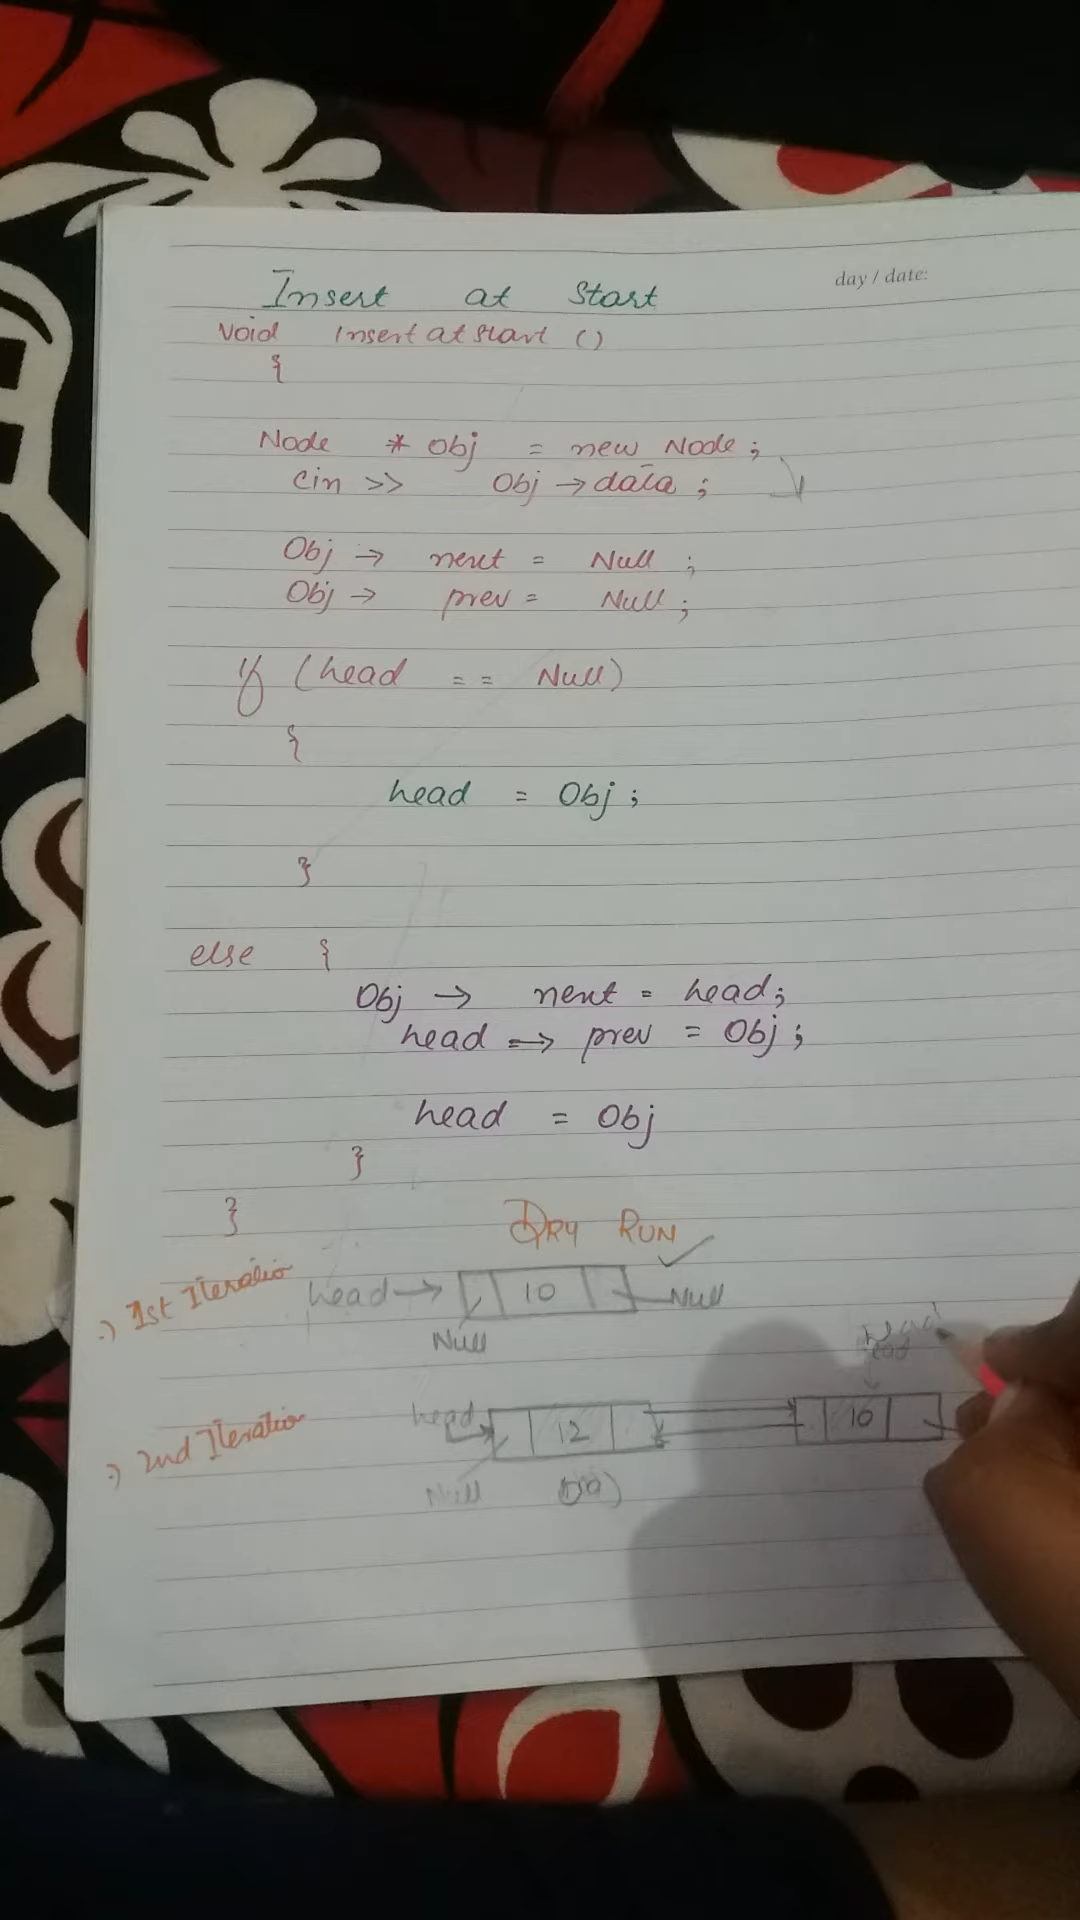 day / date:
Insert at Start
Void Insert at start ()
{
Node * Obj = new Node;
Cin >> Obj → data ;
Obj → next = Null ;
Obj → prev = Null ;
if (head == Null)
{
head = Obj ;
}
else {
Obj → next = head;
head → prev = Obj ;
head = Obj
}
}
DRY RUN
1st Iteratio head → 10 Null
Null
2nd Iteratio head 12 10
Null